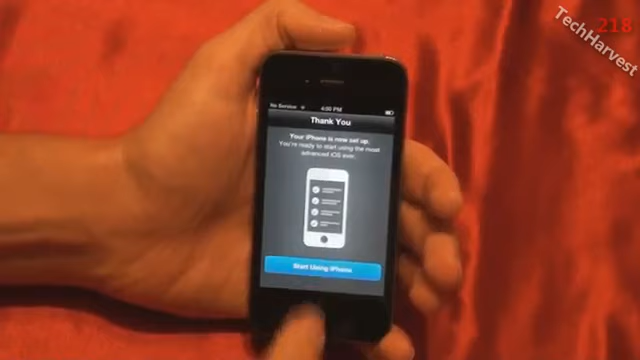 218
TechHarvest
No Service
4:00 PM
Thank You
Your iPhone is now set up.
You're ready to start using the most
advanced iOS ever.
Start Using iPhone